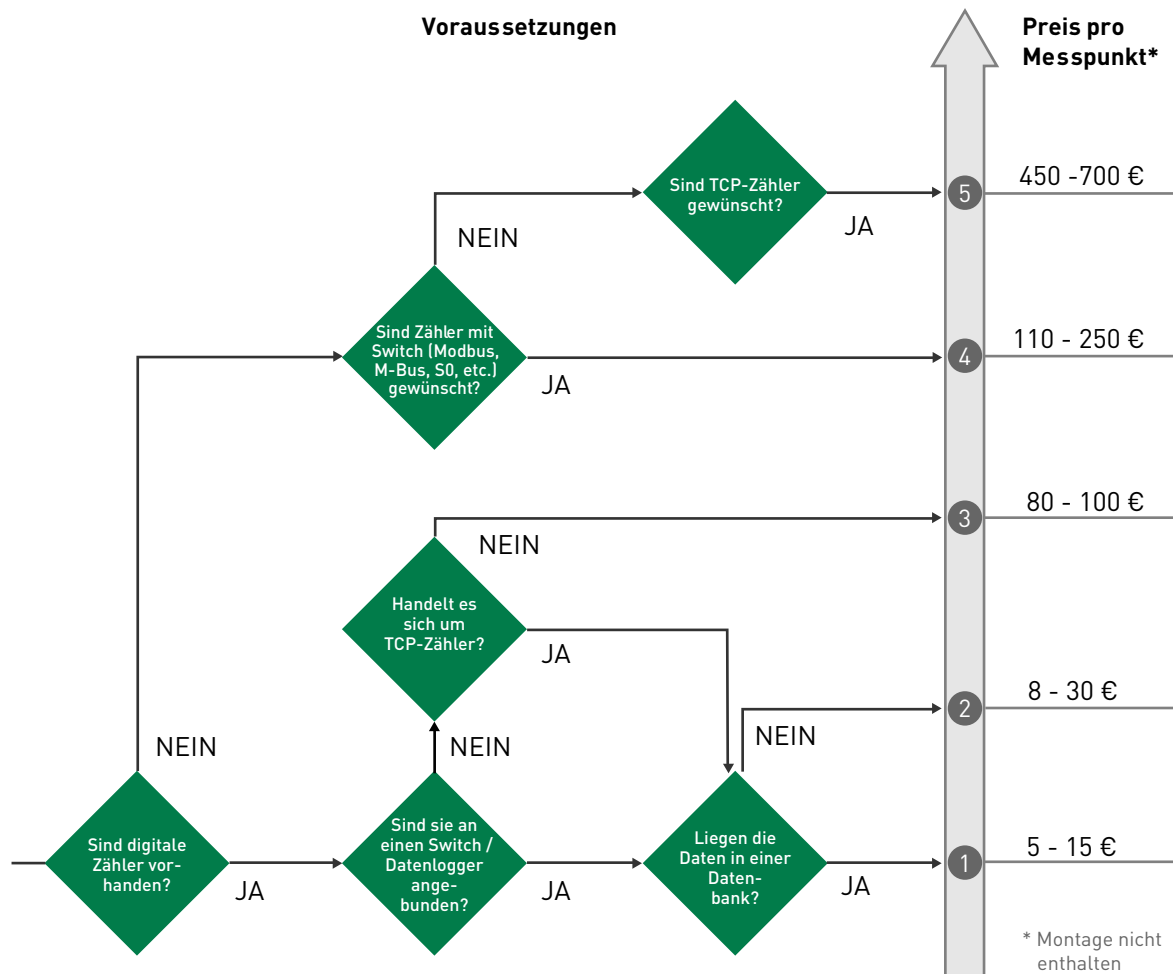 Voraussetzungen
Preis pro
Messpunkt*
Sind TCP-Zähler
gewünscht?
5
450 -700 €
JA
NEIN
Sind Zähler mit
Switch (Modbus,
M-Bus, S0, etc.)
gewünscht?
4
110 - 250 €
JA
3
80 - 100 €
NEIN
Handelt es
sich um
TCP-Zähler?
JA
2
8 - 30 €
NEIN
NEIN
NEIN
Sind digitale
Zähler vor-
handen?
JA
Sind sie an
einen Switch /
Datenlogger
ange-
bunden?
JA
Liegen die
Daten in einer
Daten-
bank?
JA
1
5 - 15 €
* Montage nicht
enthalten